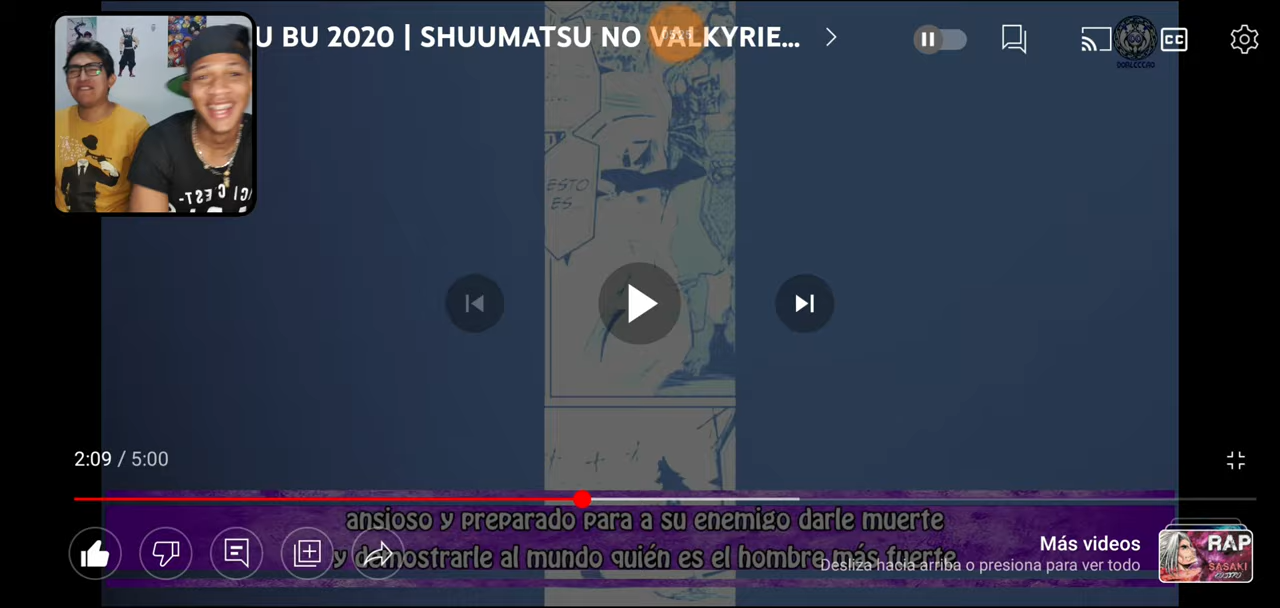 U BU 2020 | SHUUMATSU NO VALKYRIE...
CC
ESTO
ES...
2:09 / 5:00
ansioso y preparado para a su enemigo darle muerte
y demostrarle al mundo quién es el hombre más fuerte
Más videos
Desliza hacia arriba o presiona para ver todo
RAP
SASAKI